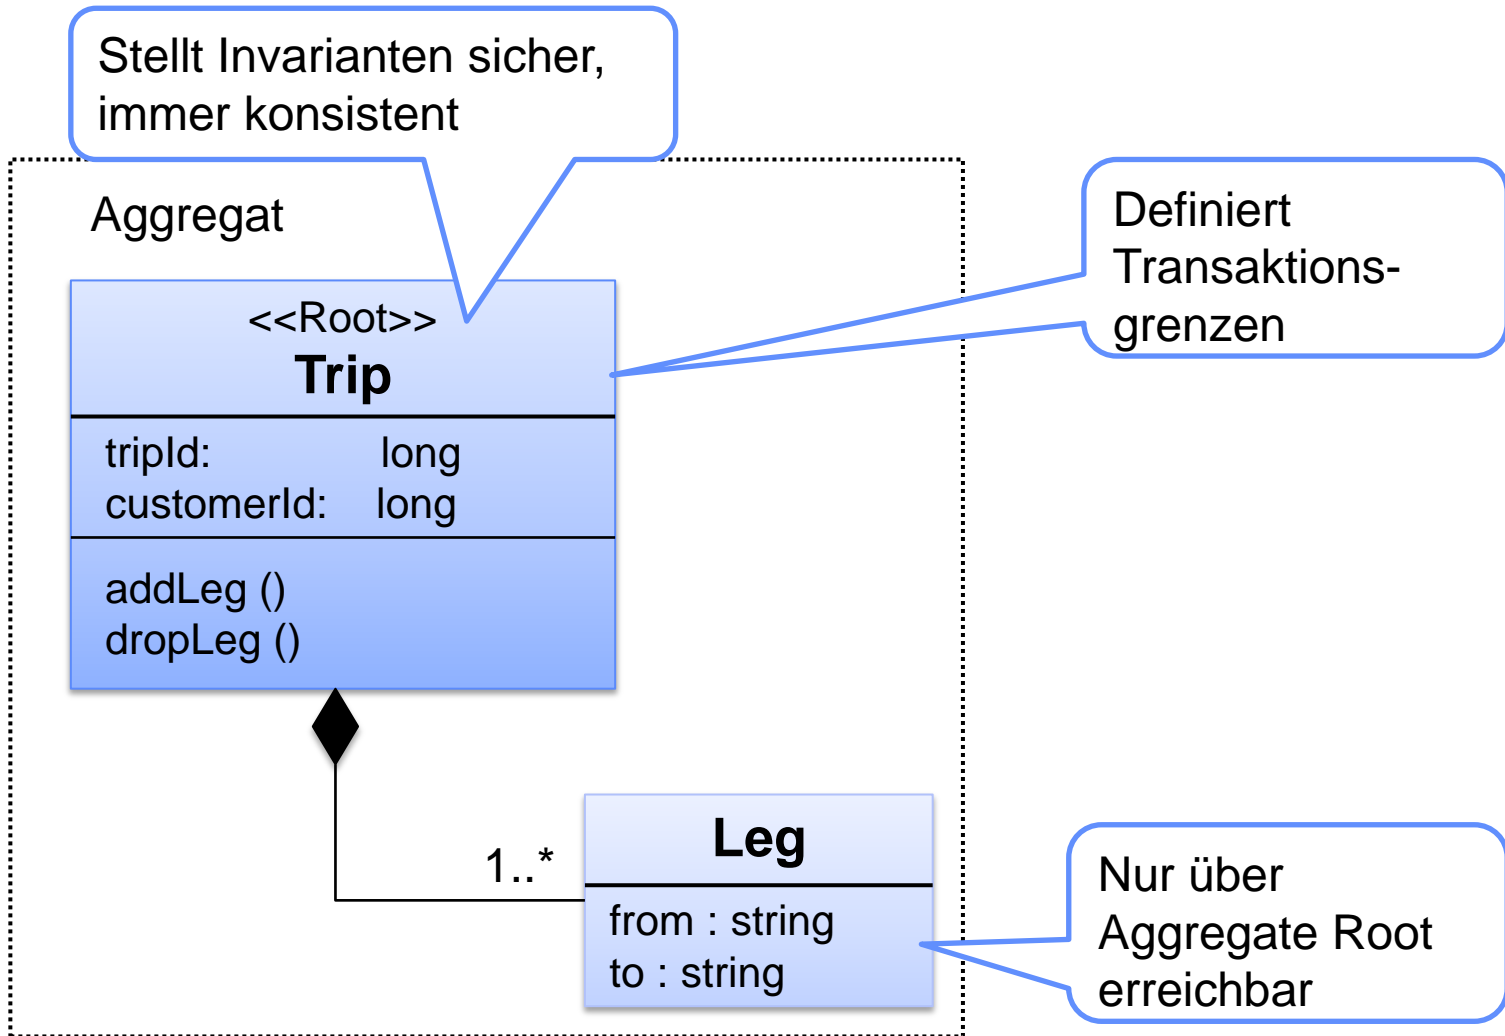 Stellt Invarianten sicher,
immer konsistent
Aggregat
Definiert
Transaktions-
grenzen
<<Root>>
Trip
tripId: long
customerId: long
addLeg ()
dropLeg ()
1..*
Leg
from : string
to : string
Nur über
Aggregate Root
erreichbar